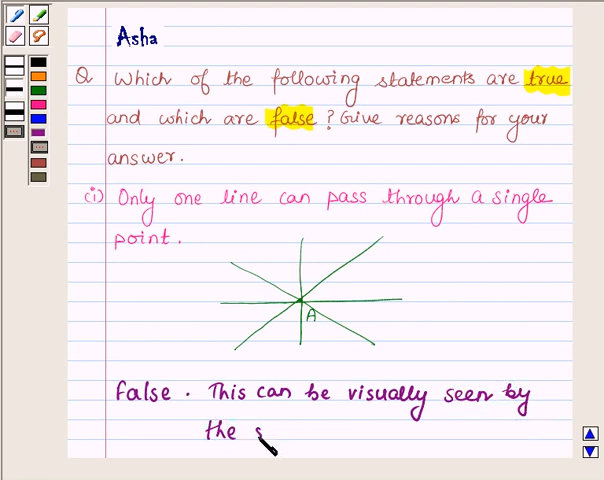 Asha
Q Which of the following statements are true
and which are false? Give reasons for your
answer.
(i) Only one line can pass through a single
point.
A
False. This can be visually seen by
the s